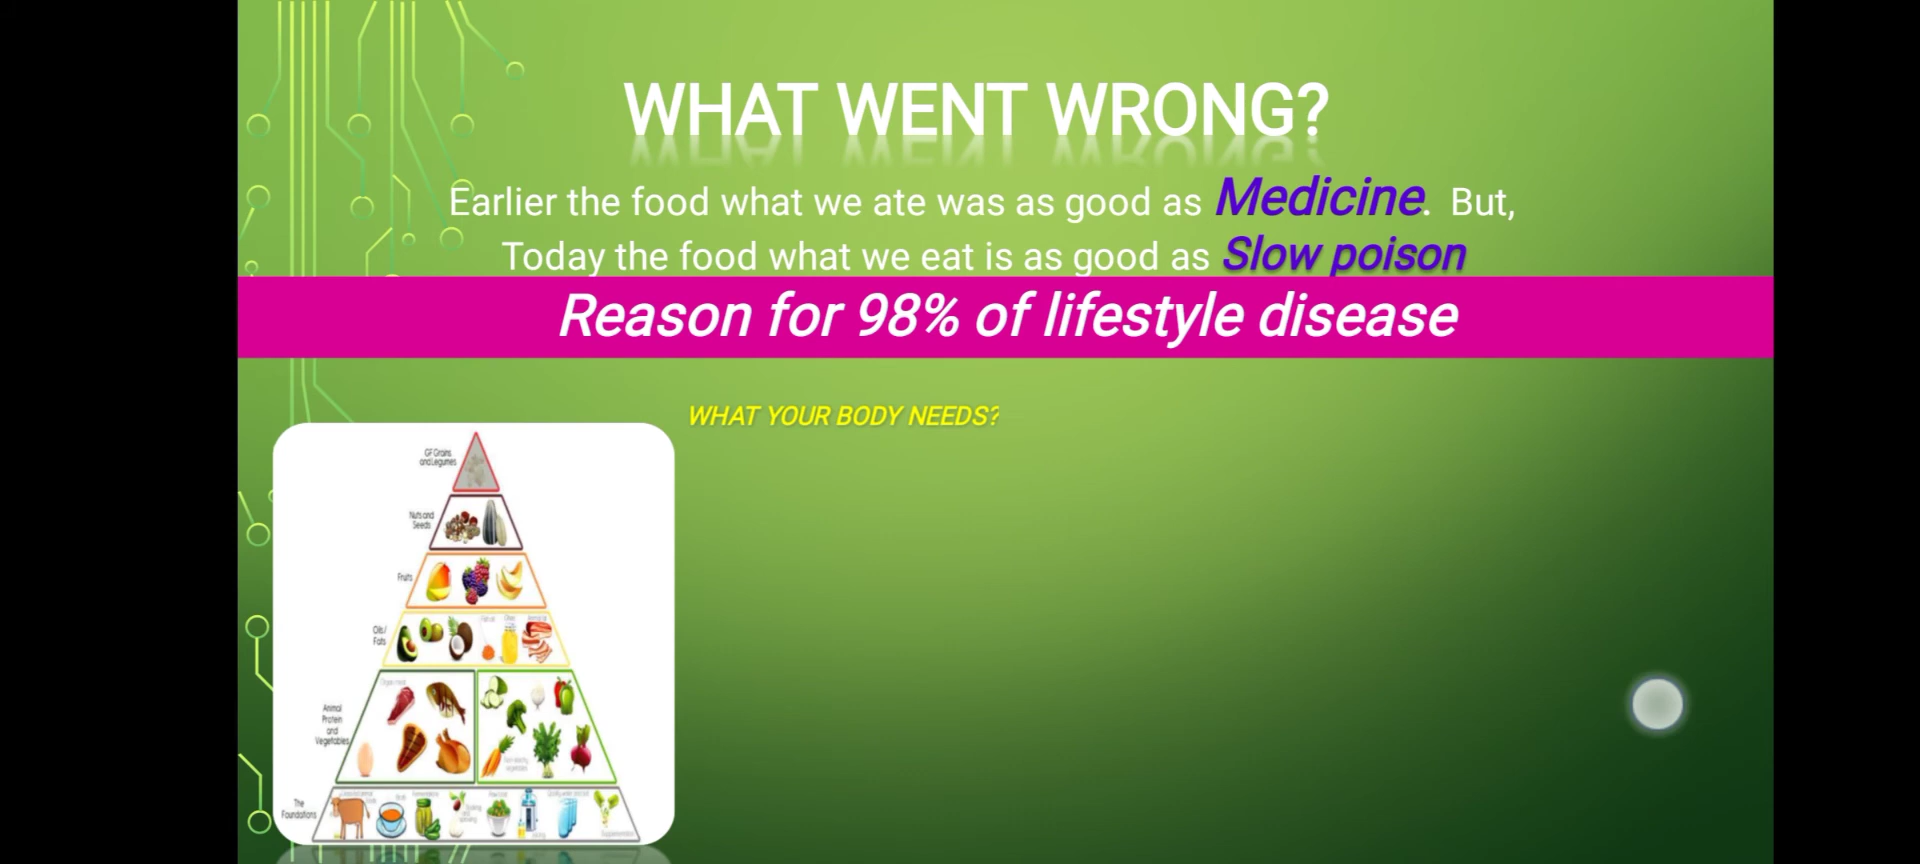 WHAT WENT WRONG?
Earlier the food what we ate was as good as Medicine. But,
Today the food what we eat is as good as Slow poison
Reason for 98% of lifestyle disease
WHAT YOUR BODY NEEDS?
GF Grains
and Legumes
Nuts and
Seeds
Fruits
Oils/
Fats
Animal
Protein
and
Vegetables
The
Foundations